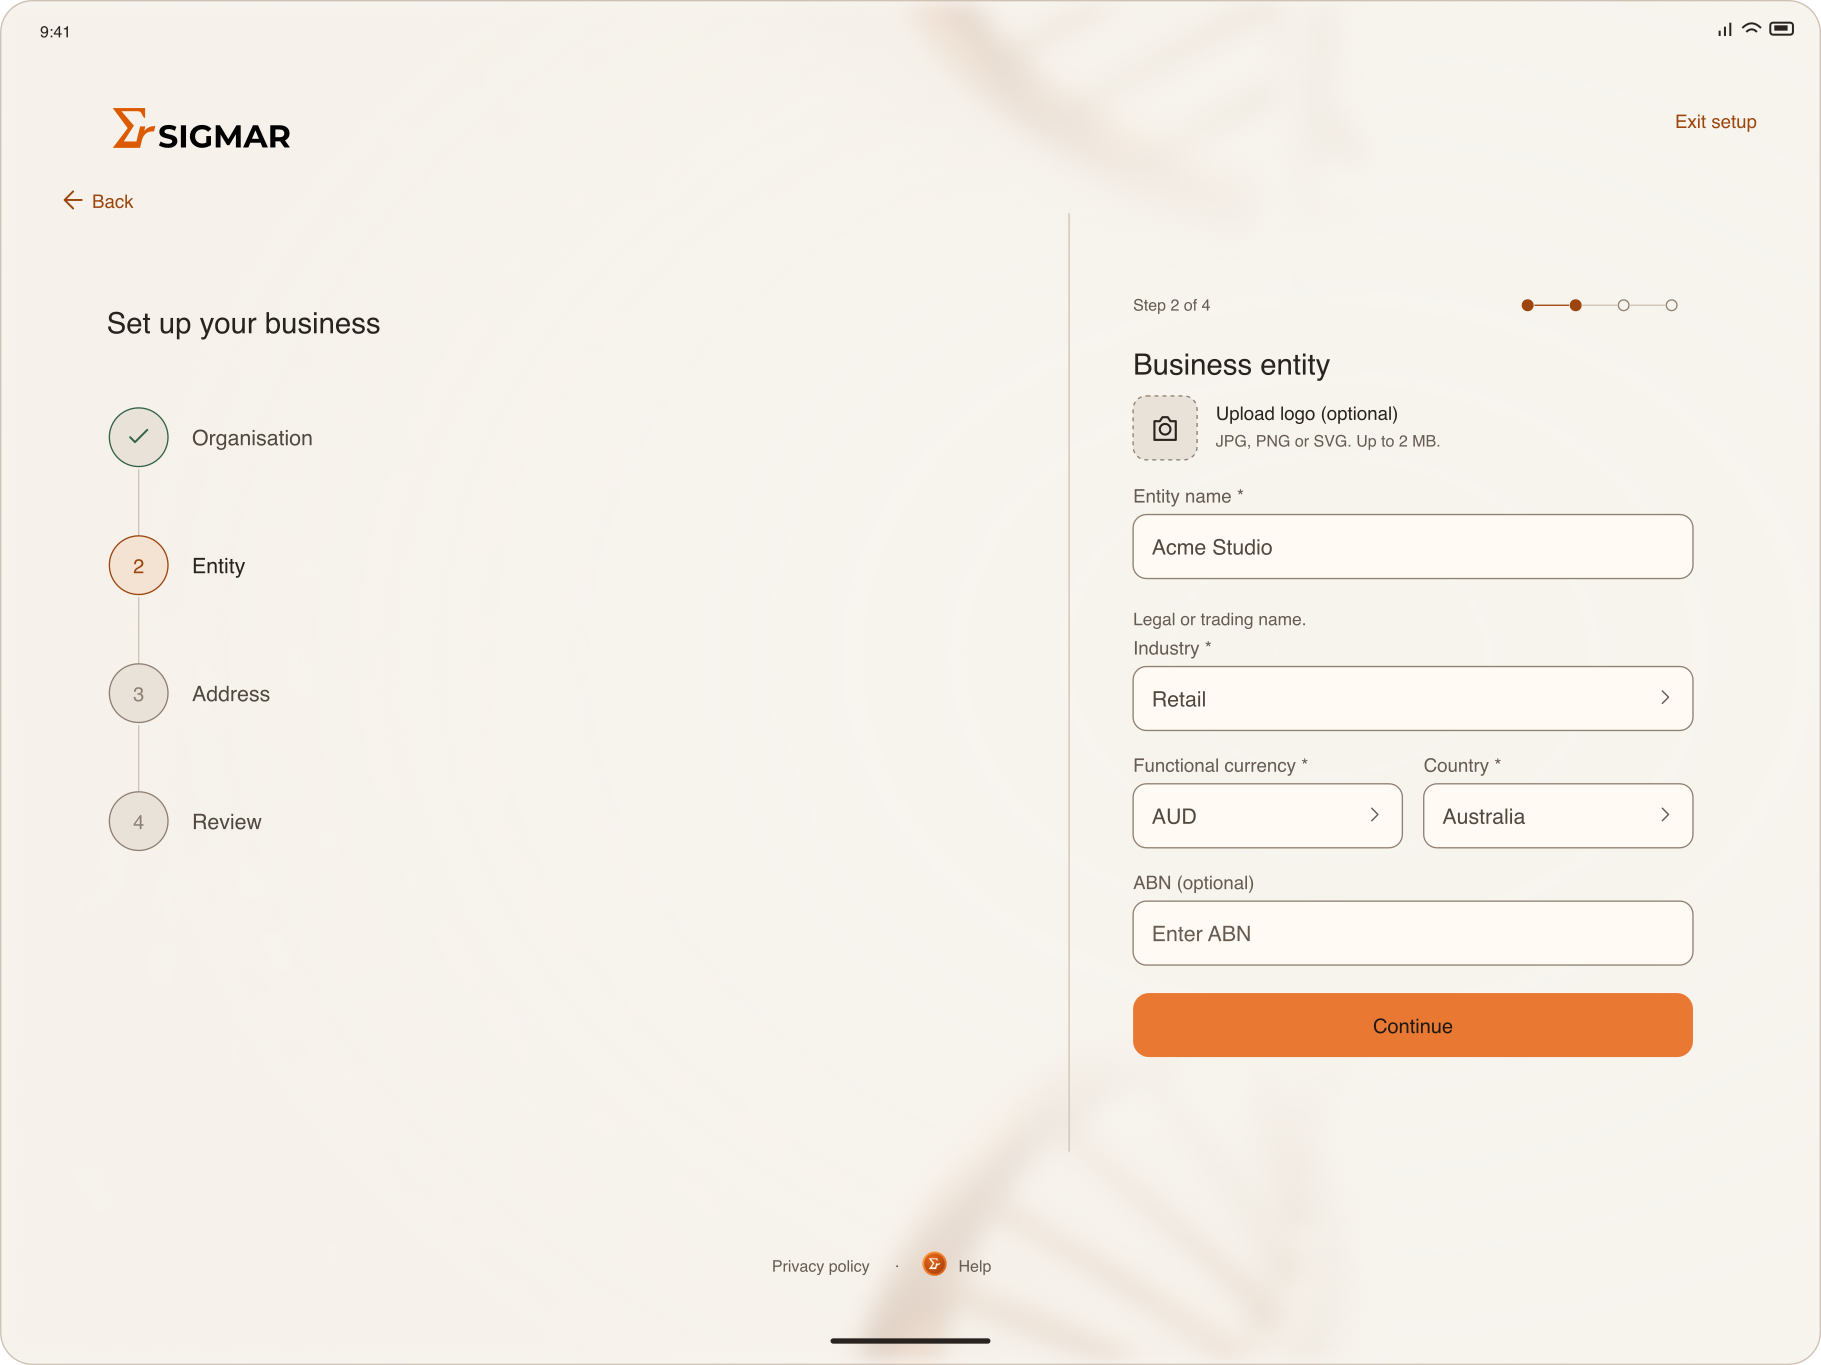 9:41
SIGMAR
Exit setup
Back
Set up your business
Organisation
2
Entity
3
Address
4
Review
Step 2 of 4
Business entity
Upload logo (optional)
JPG, PNG or SVG. Up to 2 MB.
Entity name *
Acme Studio
Legal or trading name.
Industry *
Retail
Functional currency *
Country *
AUD
Australia
ABN (optional)
Enter ABN
Continue
Privacy policy · Help